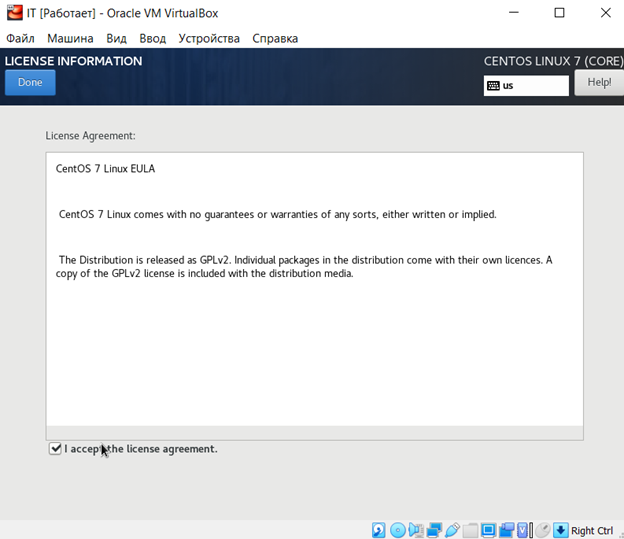 IT [Работает] - Oracle VM VirtualBox
Файл Машина Вид Ввод Устройства Справка
LICENSE INFORMATION
CENTOS LINUX 7 (CORE)
Done
us
Help!
License Agreement:
CentOS 7 Linux EULA
CentOS 7 Linux comes with no guarantees or warranties of any sorts, either written or implied.
The Distribution is released as GPLv2. Individual packages in the distribution come with their own licences. A
copy of the GPLv2 license is included with the distribution media.
I accept the license agreement.
Right Ctrl